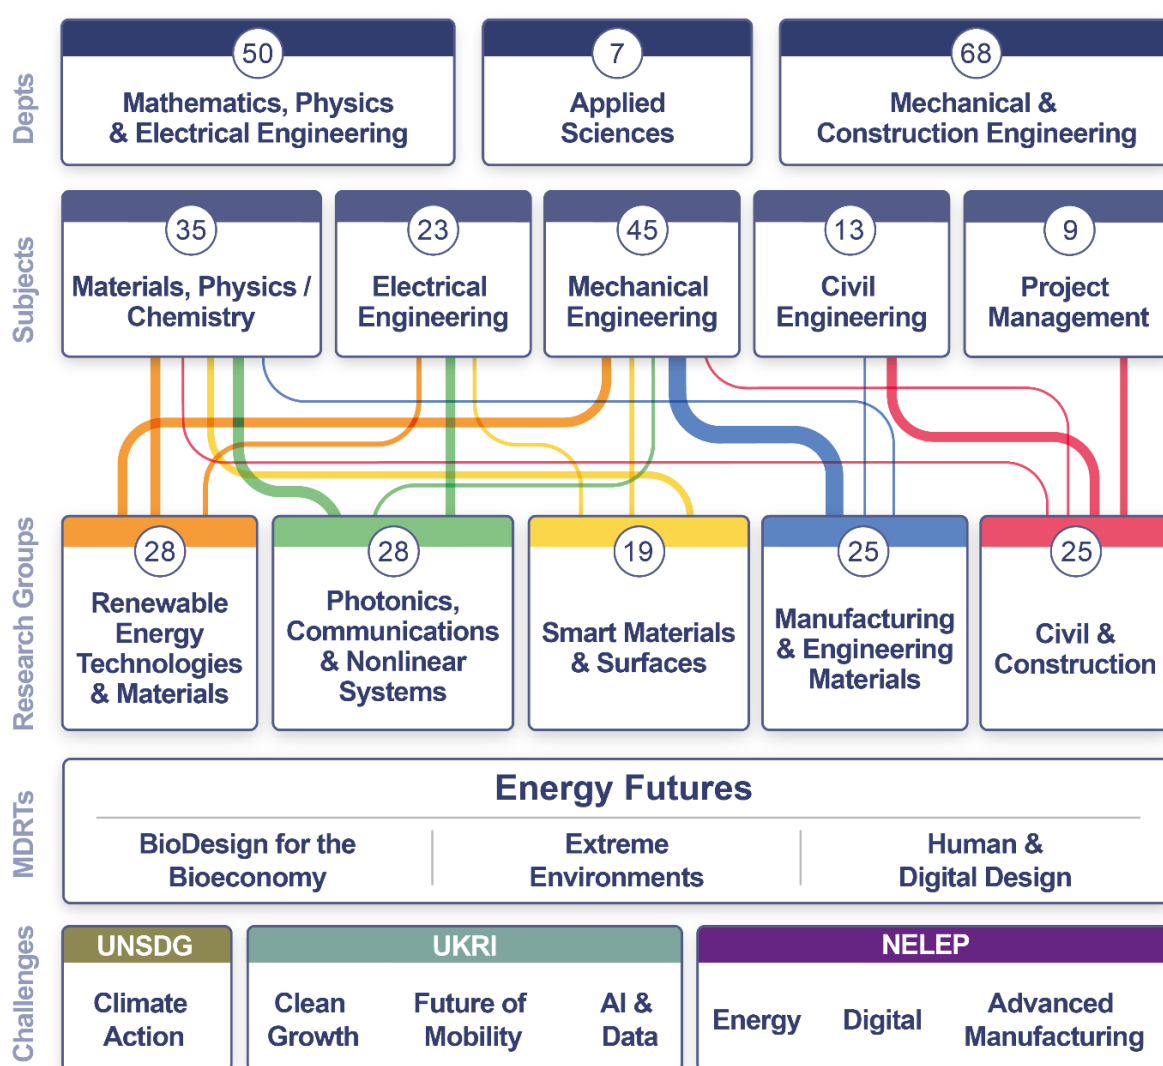 Depts
50
Mathematics, Physics
& Electrical Engineering
7
Applied
Sciences
68
Mechanical &
Construction Engineering
Subjects
35
Materials, Physics /
Chemistry
23
Electrical
Engineering
45
Mechanical
Engineering
13
Civil
Engineering
9
Project
Management
Research Groups
28
Renewable
Energy
Technologies
& Materials
28
Photonics,
Communications
& Nonlinear
Systems
19
Smart Materials
& Surfaces
25
Manufacturing
& Engineering
Materials
25
Civil &
Construction
MDRTs
Energy Futures
BioDesign for the
Bioeconomy
Extreme
Environments
Human &
Digital Design
Challenges
UNSDG
Climate
Action
UKRI
Clean
Growth
Future of
Mobility
AI &
Data
NELEP
Energy
Digital
Advanced
Manufacturing